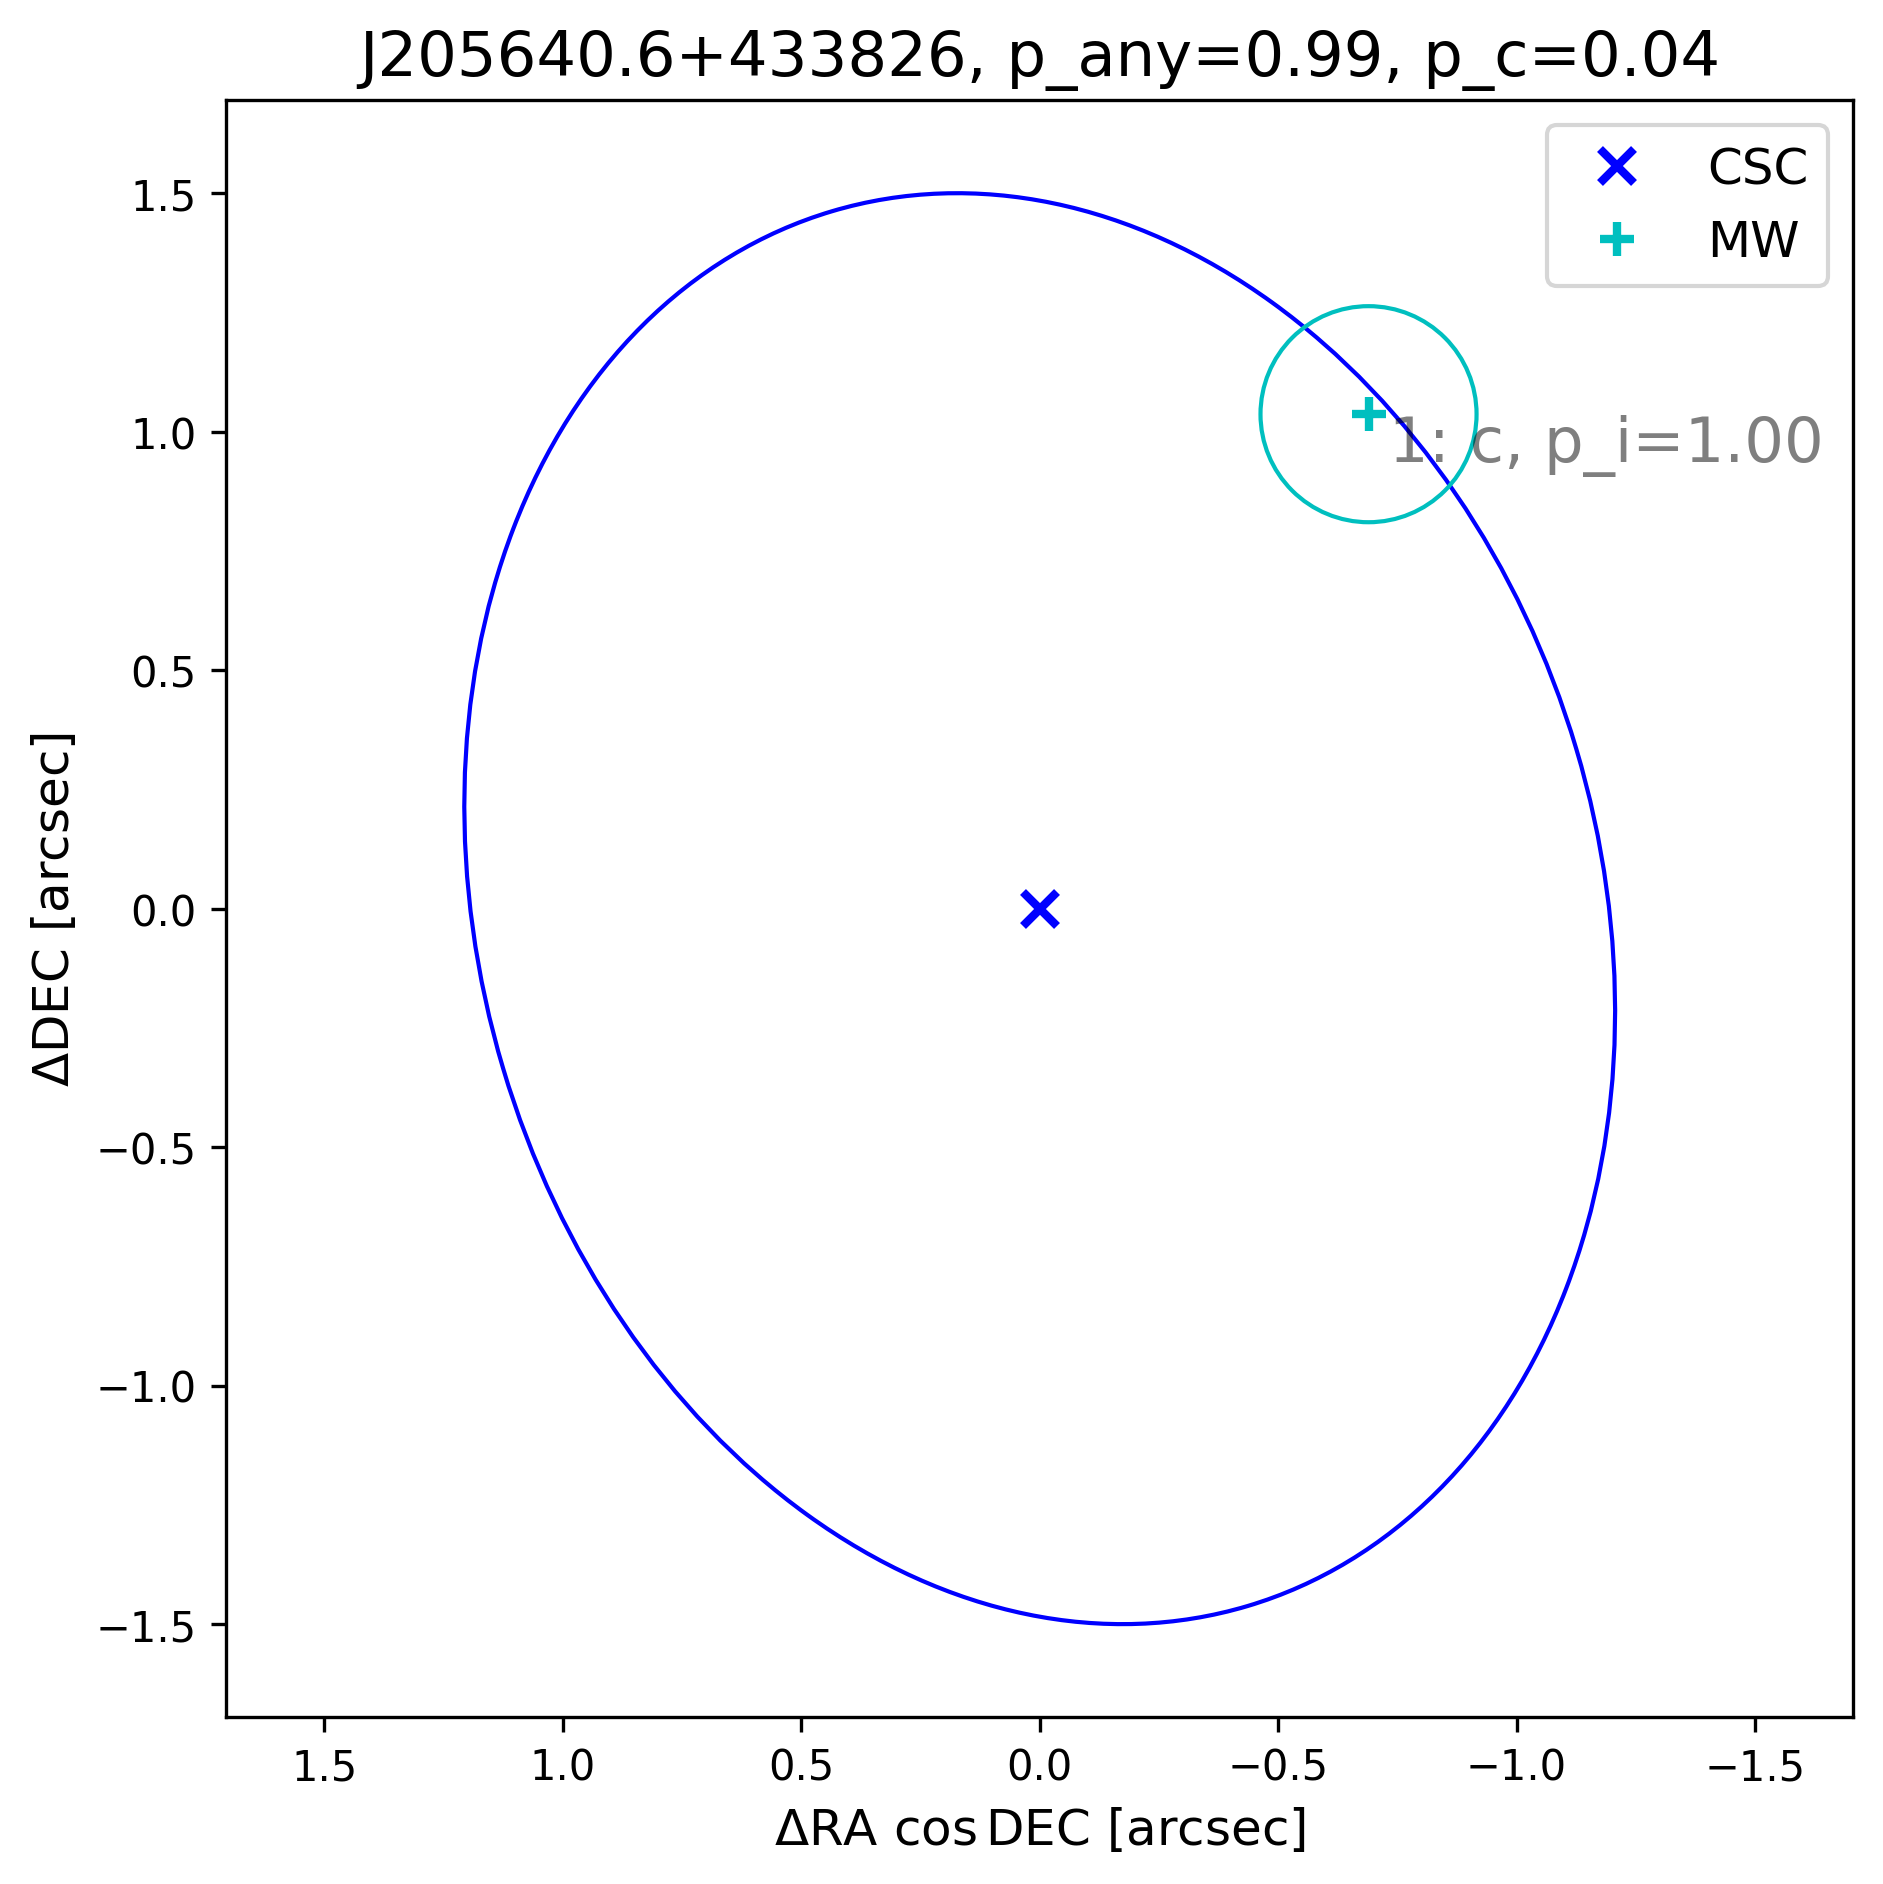 J205640.6+433826, p_any=0.99, p_c=0.04
CSC
MW
1: c, p_i=1.00
1.5
1.0
0.5
0.0
−0.5
−1.0
−1.5
ΔDEC [arcsec]
1.5 1.0 0.5 0.0 −0.5 −1.0 −1.5
ΔRA cos DEC [arcsec]